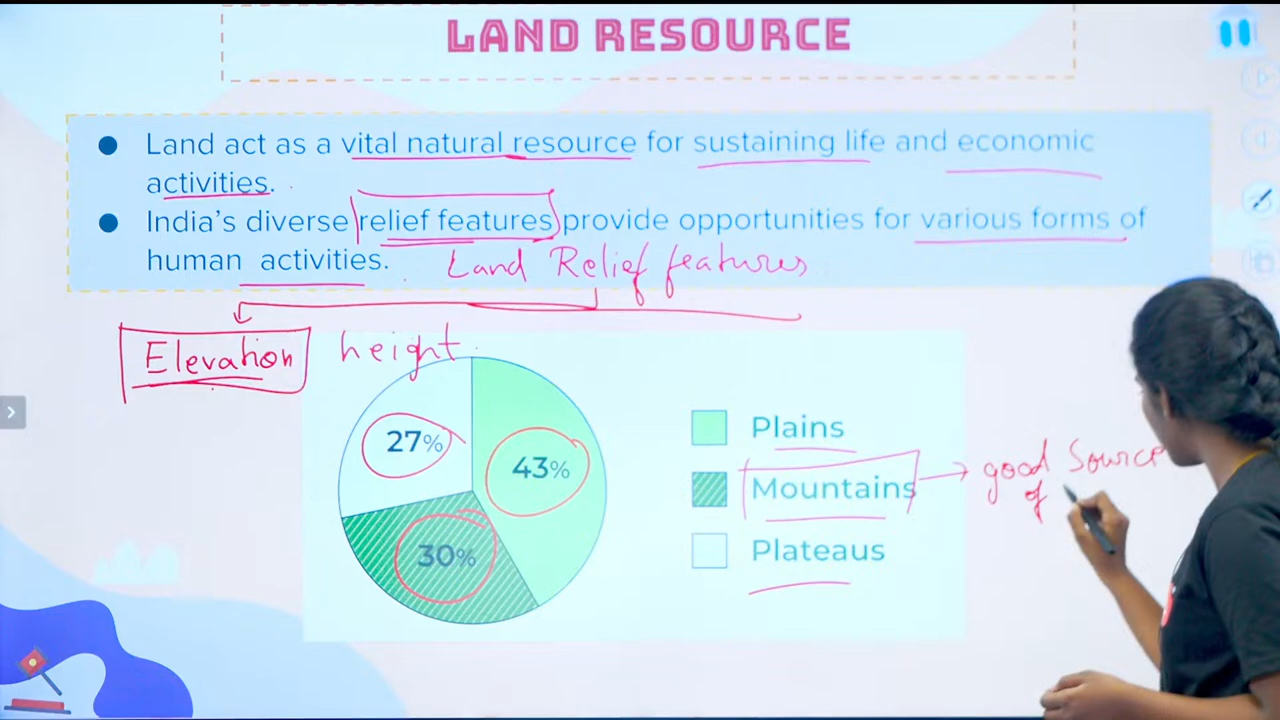 LAND RESOURCE
Land act as a vital natural resource for sustaining life and economic
activities.
India's diverse relief features provide opportunities for various forms of
human activities.
Land Relief features
Elevation height
27%
43%
30%
Plains
Mountains
Plateaus
good Source
of